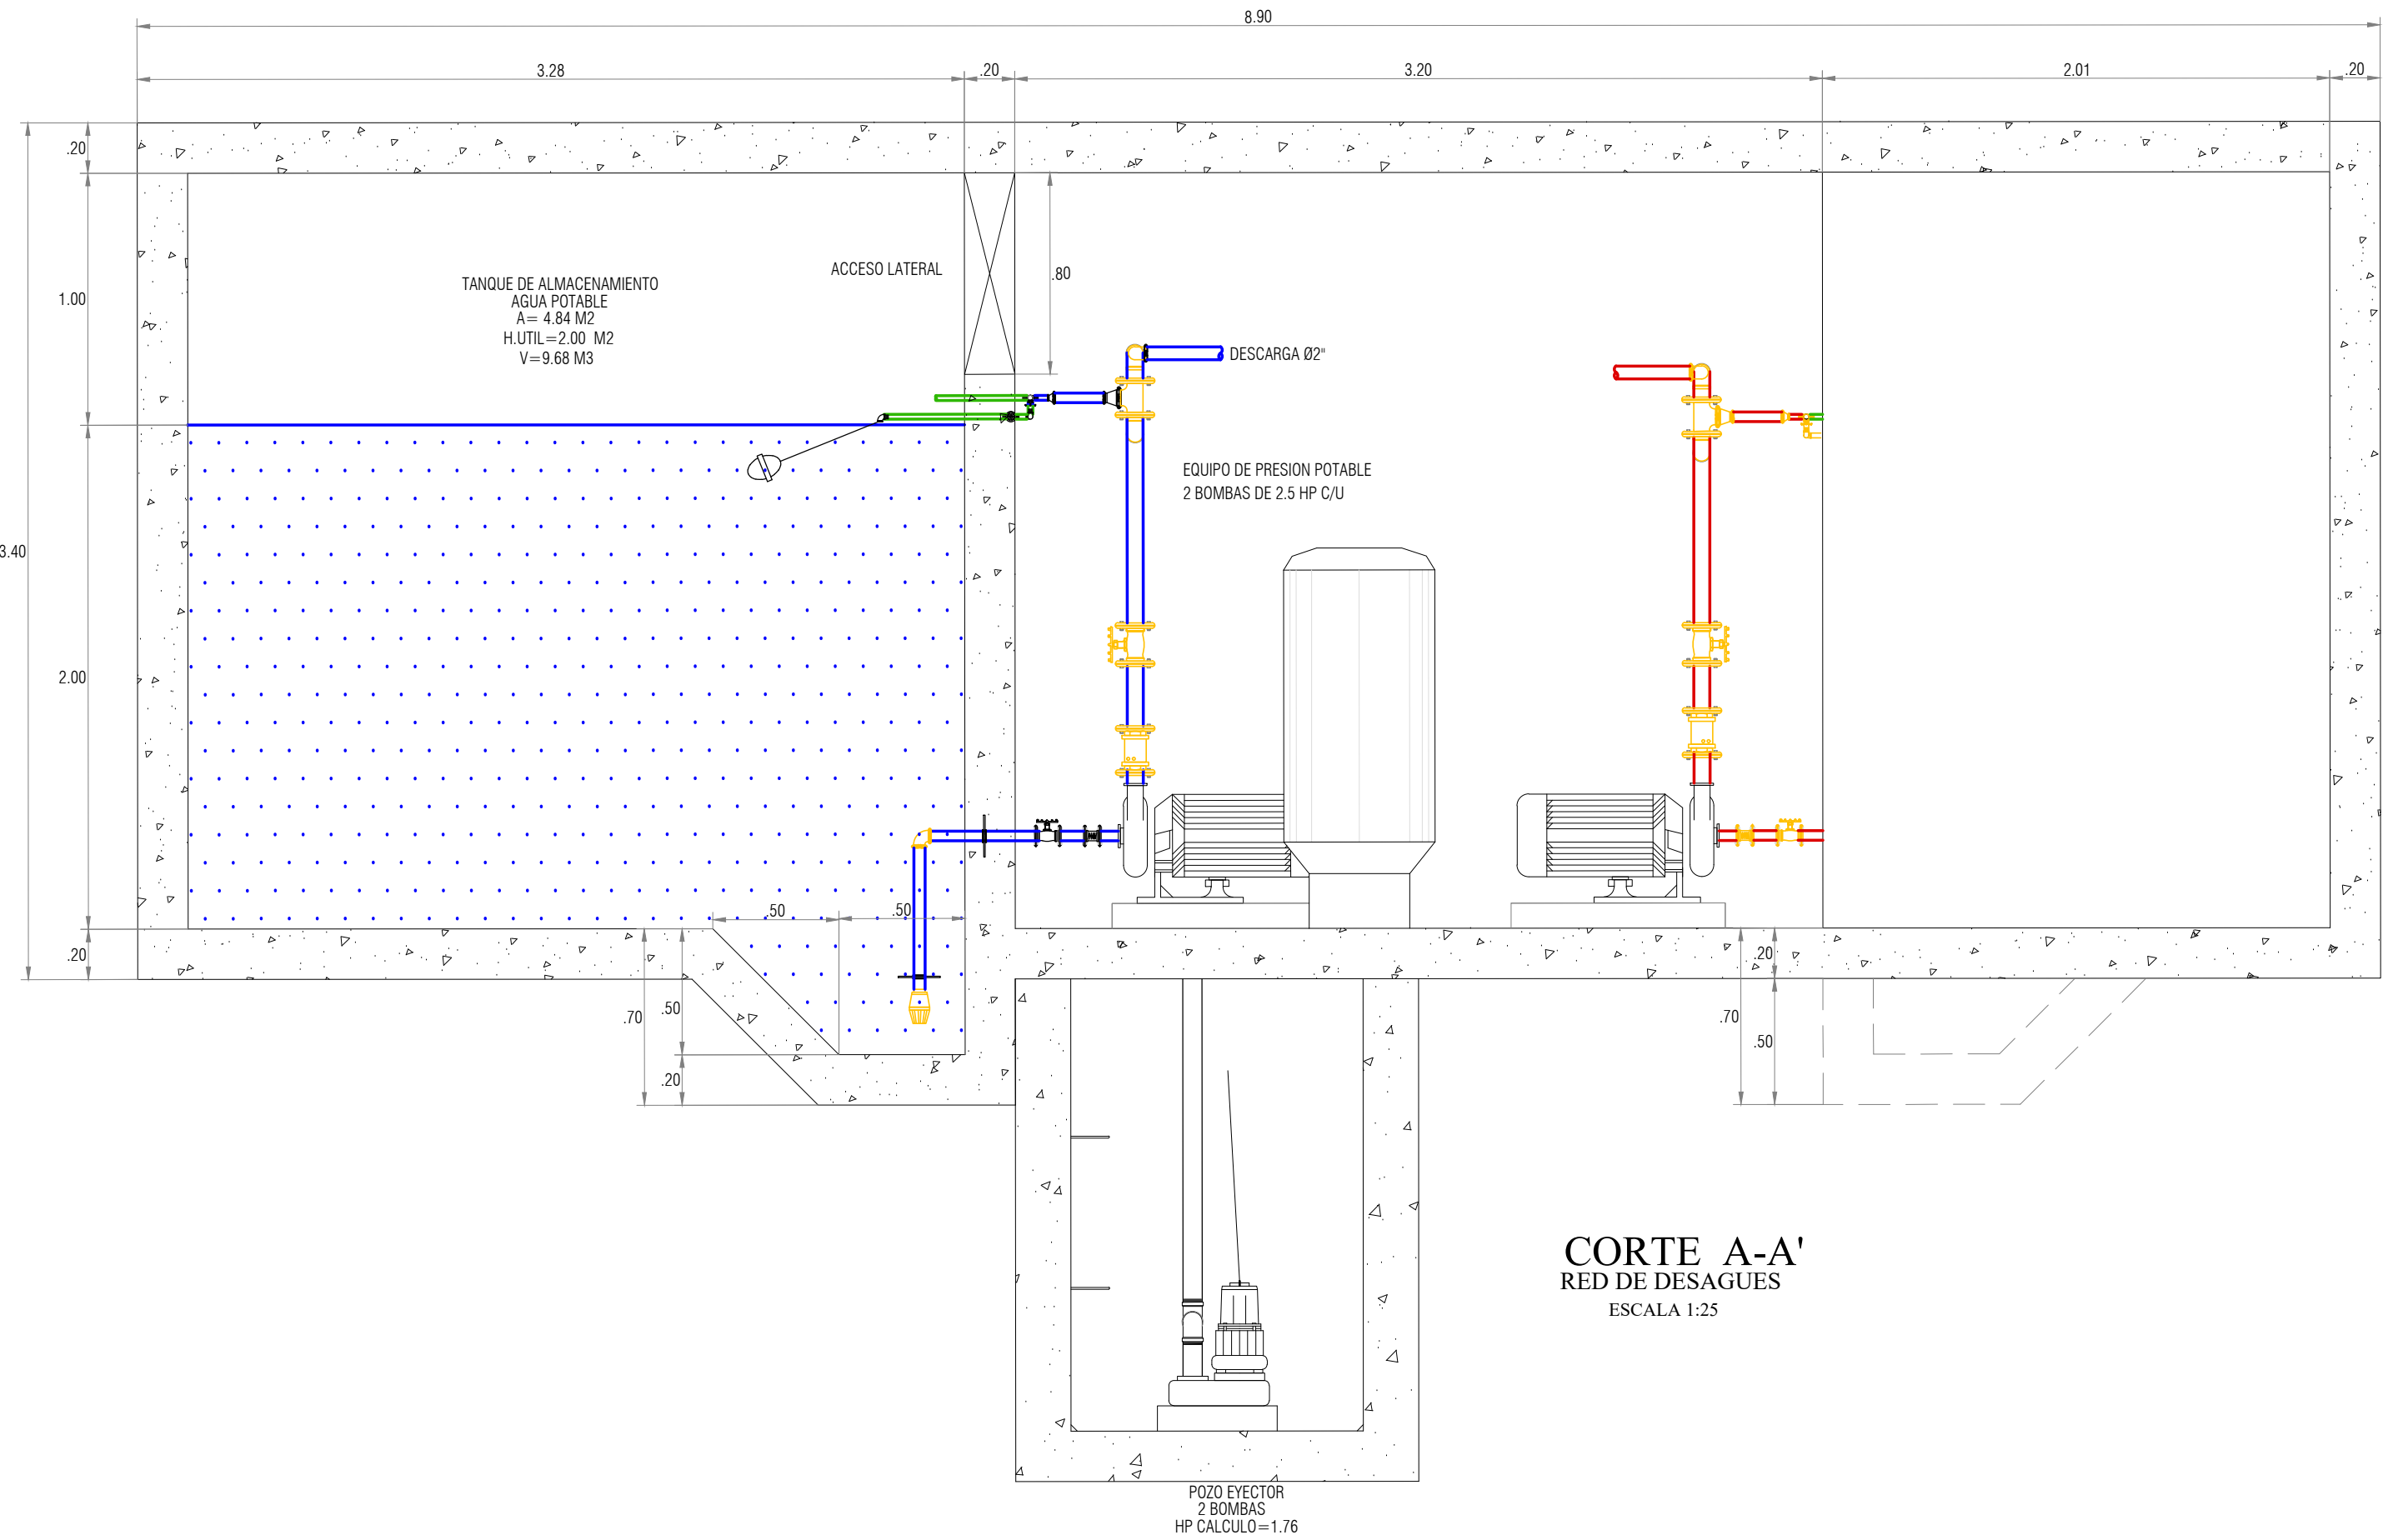 8.90
3.28
.20
3.20
2.01
.20
.20
1.00
3.40
2.00
.20
TANQUE DE ALMACENAMIENTO
AGUA POTABLE
A= 4.84 M2
H.UTIL=2.00 M2
V=9.68 M3
ACCESO LATERAL
.80
DESCARGA Ø2"
EQUIPO DE PRESION POTABLE
2 BOMBAS DE 2.5 HP C/U
.50
.50
.70
.50
.20
.20
.70
.50
CORTE A-A'
RED DE DESAGUES
ESCALA 1:25
POZO EYECTOR
2 BOMBAS
HP CALCULO=1.76